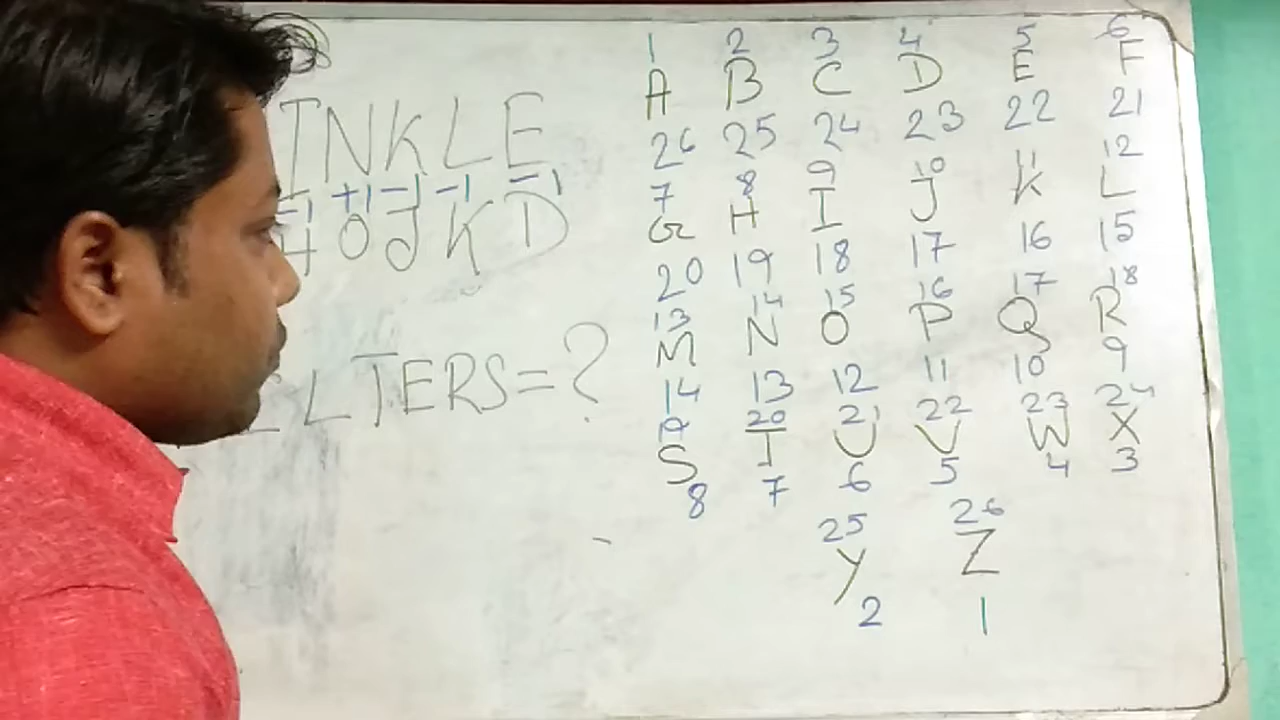 INKLE
-1 +1 -1 -1 -1
HOJKD
LTERS=?
1 2 3 4 5 6
A B C D E F
26 25 24 23 22 21
7 8 9 10 11 12
G H I J K L
20 19 18 17 16 15
13 14 15 16 17 18
M N O P Q R
14 13 12 11 10 9
19 20 21 22 23 24
S T U V W X
8 7 6 5 4 3
25 26
Y Z
2 1